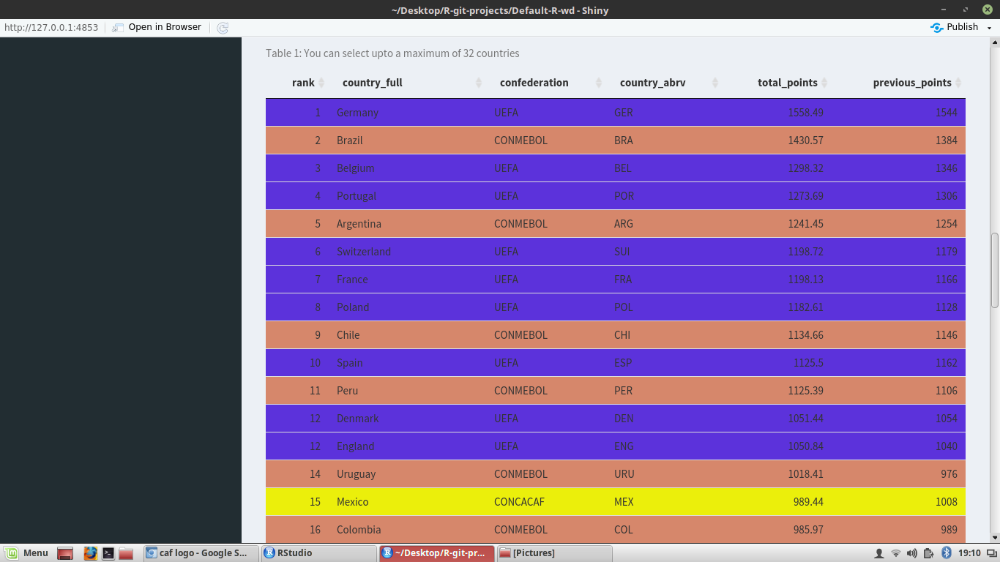 ~/Desktop/R-git-projects/Default-R-wd - Shiny
http://127.0.0.1:4853 Open in Browser Publish
Table 1: You can select upto a maximum of 32 countries
rank country_full confederation country_abrv total_points previous_points
1 Germany UEFA GER 1558.49 1544
2 Brazil CONMEBOL BRA 1430.57 1384
3 Belgium UEFA BEL 1298.32 1346
4 Portugal UEFA POR 1273.69 1306
5 Argentina CONMEBOL ARG 1241.45 1254
6 Switzerland UEFA SUI 1198.72 1179
7 France UEFA FRA 1198.13 1166
8 Poland UEFA POL 1182.61 1128
9 Chile CONMEBOL CHI 1134.66 1146
10 Spain UEFA ESP 1125.5 1162
11 Peru CONMEBOL PER 1125.39 1106
12 Denmark UEFA DEN 1051.44 1054
12 England UEFA ENG 1050.84 1040
14 Uruguay CONMEBOL URU 1018.41 976
15 Mexico CONCACAF MEX 989.44 1008
16 Colombia CONMEBOL COL 985.97 989
Menu caf logo - Google S... RStudio ~/Desktop/R-git-pr... [Pictures] 19:10